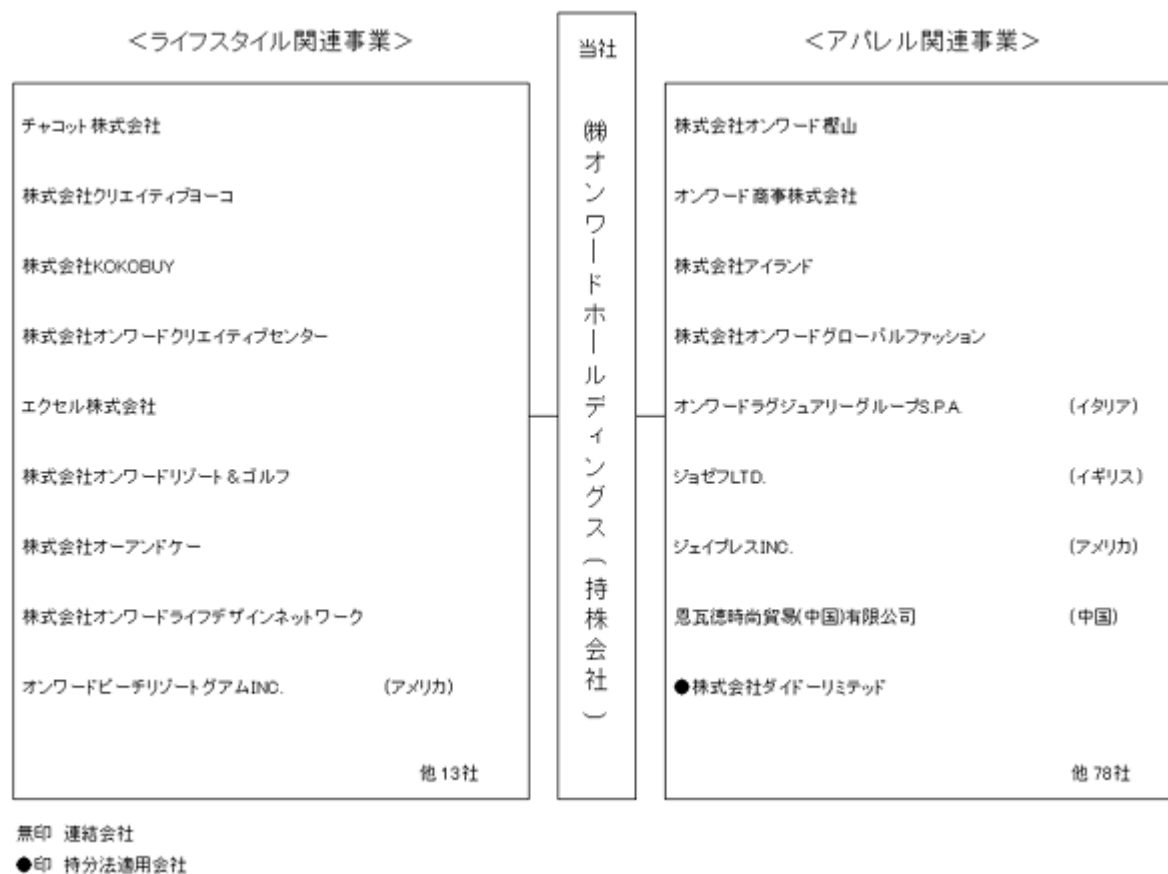 ＜ライフスタイル関連事業＞
チャコット株式会社
株式会社クリエイティブヨーコ
株式会社KOKOBUY
株式会社オンワードクリエイティブセンター
エクセル株式会社
株式会社オンワードリゾート＆ゴルフ
株式会社オーアンドケー
株式会社オンワードライフデザインネットワーク
オンワードビーチリゾートグアムINC. (アメリカ)
他 13社
当社 ㈱オンワードホールディングス（持株会社）
＜アパレル関連事業＞
株式会社オンワード樫山
オンワード商事株式会社
株式会社アイランド
株式会社オンワードグローバルファッション
オンワードラグジュアリーグループS.P.A. (イタリア)
ジョゼフLTD. (イギリス)
ジェイプレスINC. (アメリカ)
恩瓦徳時尚貿易(中国)有限公司 (中国)
●株式会社ダイドーリミテッド
他 78社
無印 連結会社
●印 持分法適用会社